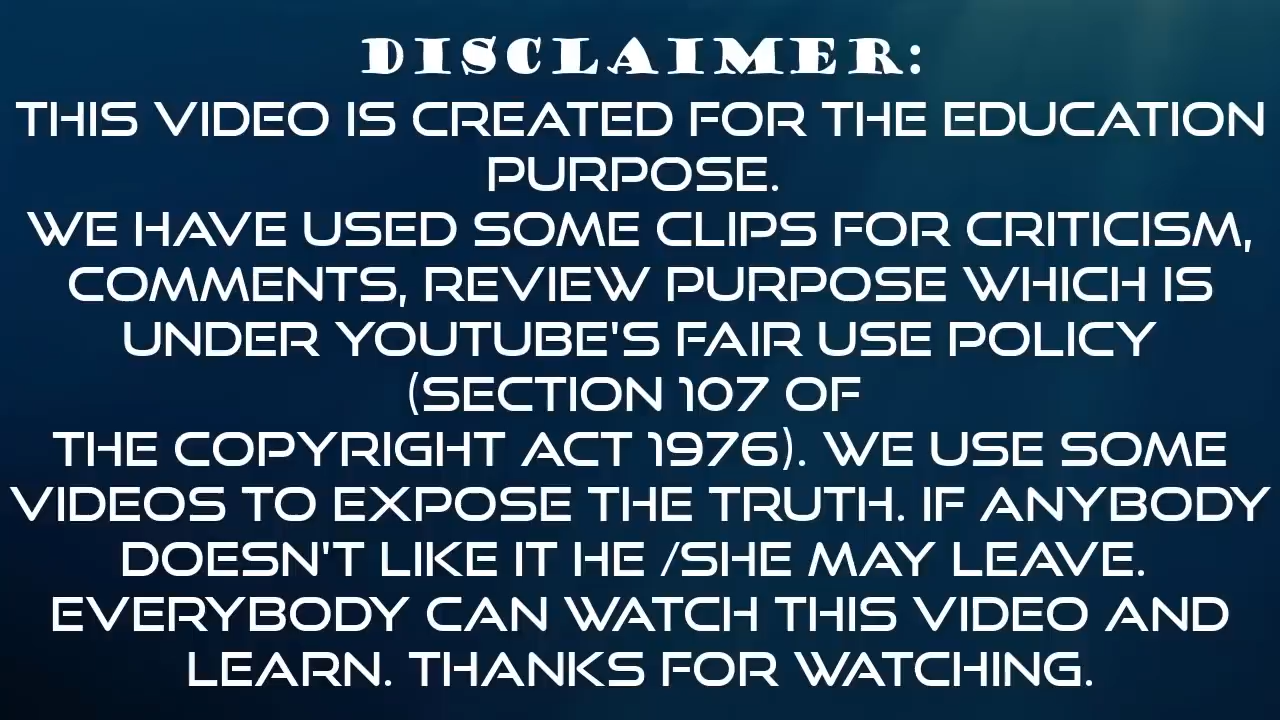 DISCLAIMER:
THIS VIDEO IS CREATED FOR THE EDUCATION
PURPOSE.
WE HAVE USED SOME CLIPS FOR CRITICISM,
COMMENTS, REVIEW PURPOSE WHICH IS
UNDER YOUTUBE'S FAIR USE POLICY
(SECTION 107 OF
THE COPYRIGHT ACT 1976). WE USE SOME
VIDEOS TO EXPOSE THE TRUTH. IF ANYBODY
DOESN'T LIKE IT HE /SHE MAY LEAVE.
EVERYBODY CAN WATCH THIS VIDEO AND
LEARN. THANKS FOR WATCHING.